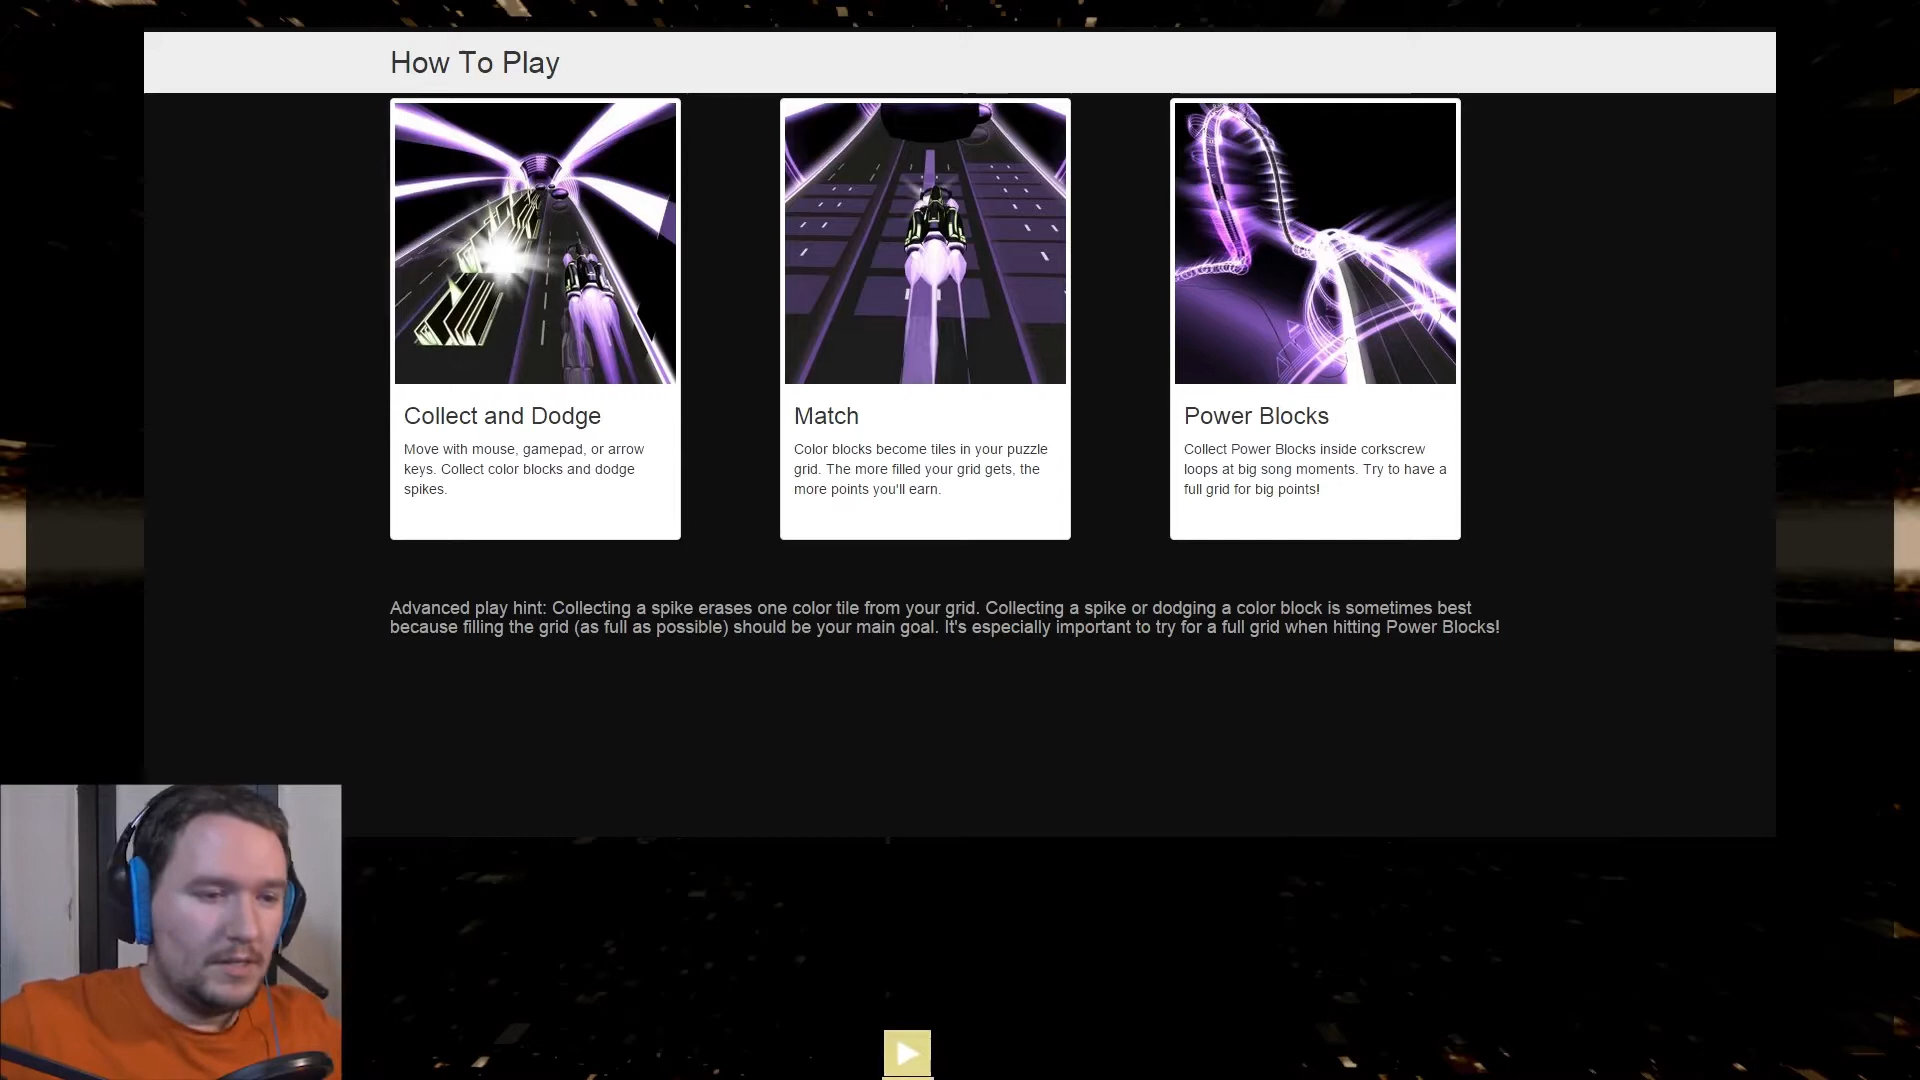 How To Play
Collect and Dodge
Move with mouse, gamepad, or arrow
keys. Collect color blocks and dodge
spikes.
Match
Color blocks become tiles in your puzzle
grid. The more filled your grid gets, the
more points you'll earn.
Power Blocks
Collect Power Blocks inside corkscrew
loops at big song moments. Try to have a
full grid for big points!
Advanced play hint: Collecting a spike erases one color tile from your grid. Collecting a spike or dodging a color block is sometimes best
because filling the grid (as full as possible) should be your main goal. It's especially important to try for a full grid when hitting Power Blocks!